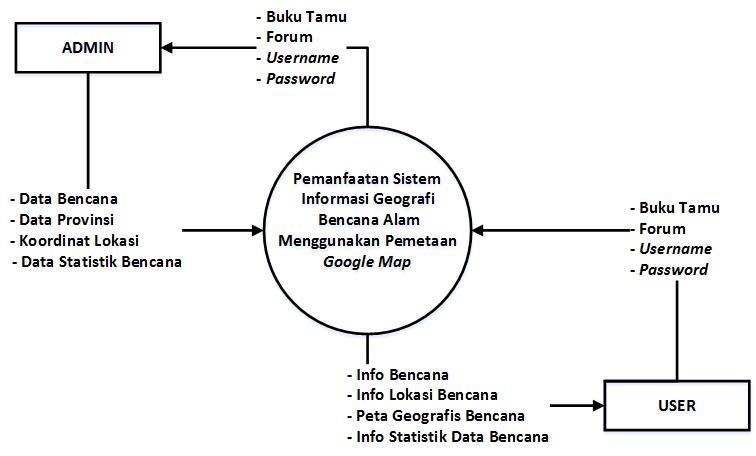 ADMIN
- Buku Tamu
- Forum
- Username
- Password
- Data Bencana
- Data Provinsi
- Koordinat Lokasi
- Data Statistik Bencana
Pemanfaatan Sistem
Informasi Geografi
Bencana Alam
Menggunakan Pemetaan
Google Map
- Buku Tamu
- Forum
- Username
- Password
- Info Bencana
- Info Lokasi Bencana
- Peta Geografis Bencana
- Info Statistik Data Bencana
USER